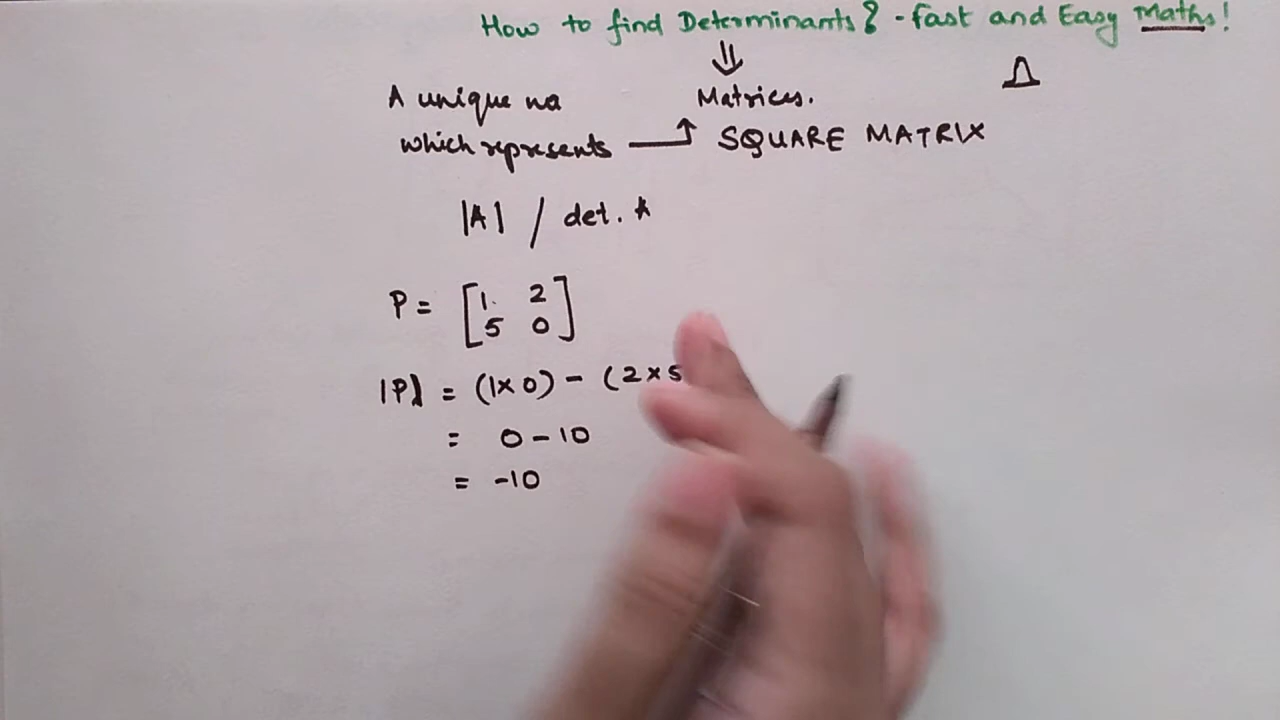 How to find Determinants? - Fast and Easy Maths!
⇓
A unique no Matrices.
which represents SQUARE MATRIX
|A| / det. A
P = [1 2
5 0]
|P| = (1×0) - (2×5
= 0 - 10
= -10